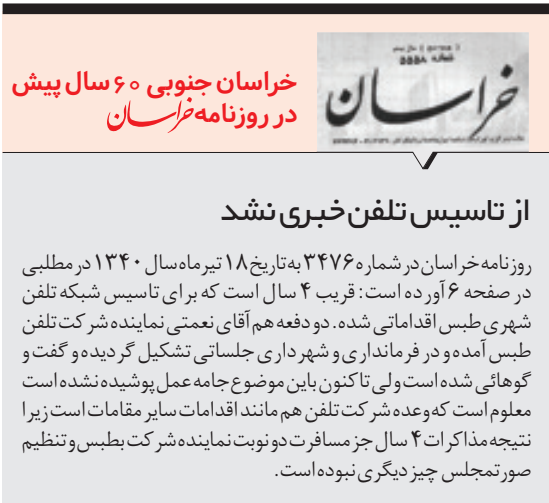 خراسان جنوبی ۶۰ سال پیش
در روزنامه خراسان
شماره ۵۵۵۸
خراسان
از تاسیس تلفن خبری نشد
روزنامه خراسان در شماره ۳۴۷۶ به تاریخ ۱۸ تیر ماه سال ۱۳۴۰ در مطلبی
در صفحه ۶ آورده است: قریب ۴ سال است که برای تاسیس شبکه تلفن
شهری طبس اقداماتی شده. دو دفعه هم آقای نعمتی نماینده شرکت تلفن
طبس آمده و در فرمانداری و شهرداری جلساتی تشکیل گردیده و گفت و
گوهائی شده است ولی تاکنون باین موضوع جامه عمل پوشیده نشده است
معلوم است که وعده شرکت تلفن هم مانند اقدامات سایر مقامات است زیرا
نتیجه مذاکرات ۴ سال جز مسافرت دو نوبت نماینده شرکت بطبس و تنظیم
صورتمجلس چیز دیگری نبوده است.